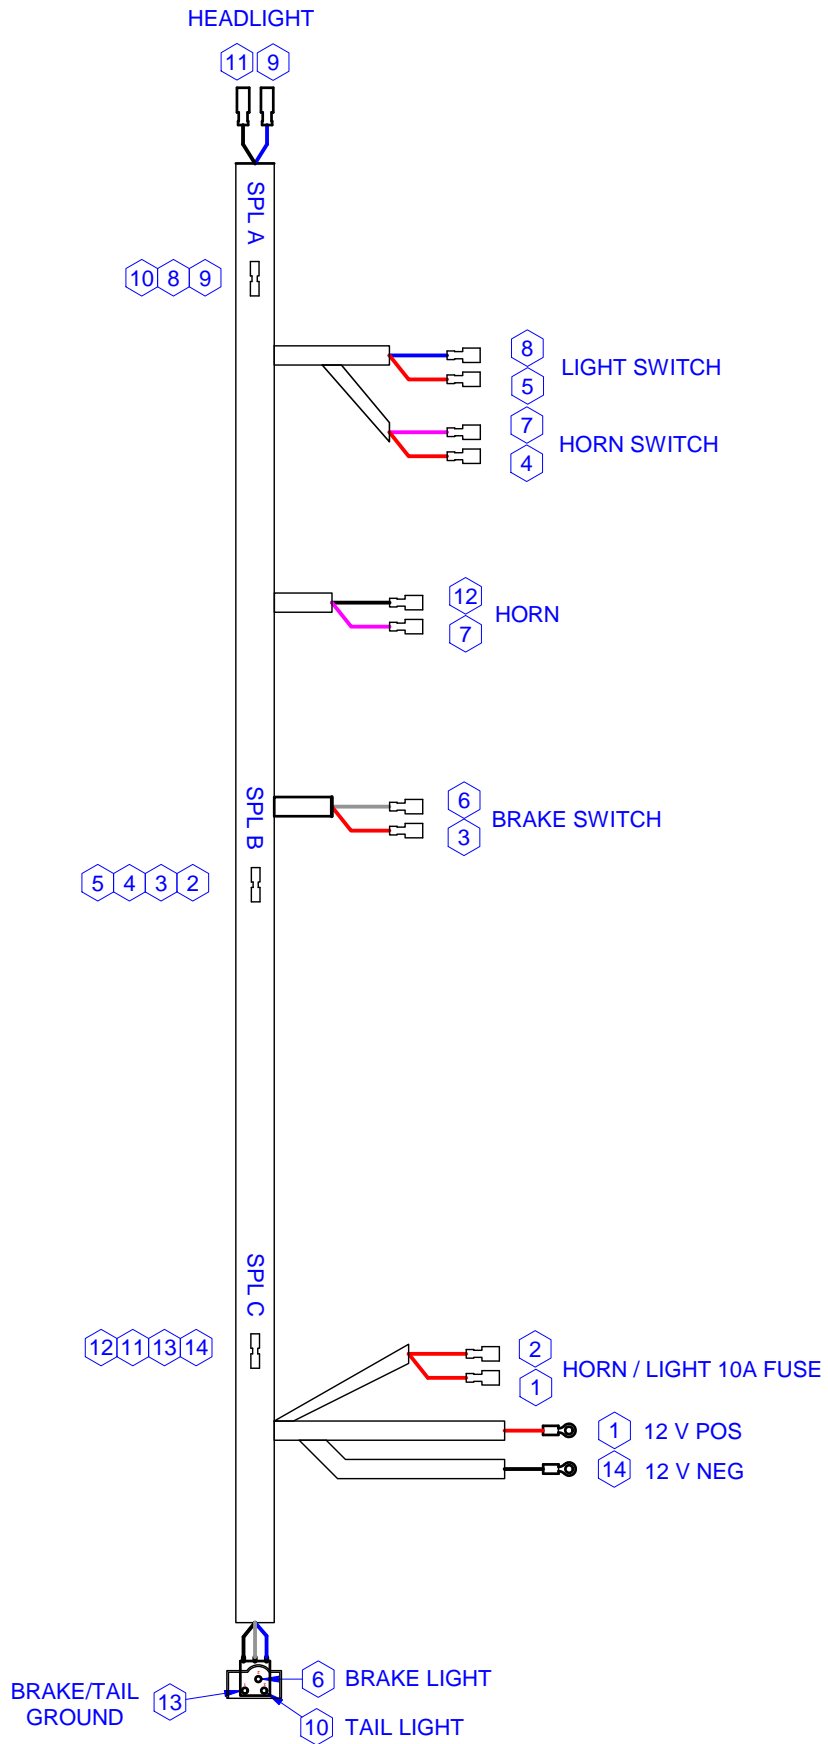 HEADLIGHT
11 9
SPL A
10 8 9
8
LIGHT SWITCH
5
7
HORN SWITCH
4
12
HORN
7
SPL B
6
BRAKE SWITCH
3
5 4 3 2
SPL C
12 11 13 14
2
HORN / LIGHT 10A FUSE
1
1 12 V POS
14 12 V NEG
6 BRAKE LIGHT
BRAKE/TAIL
GROUND
13
10 TAIL LIGHT